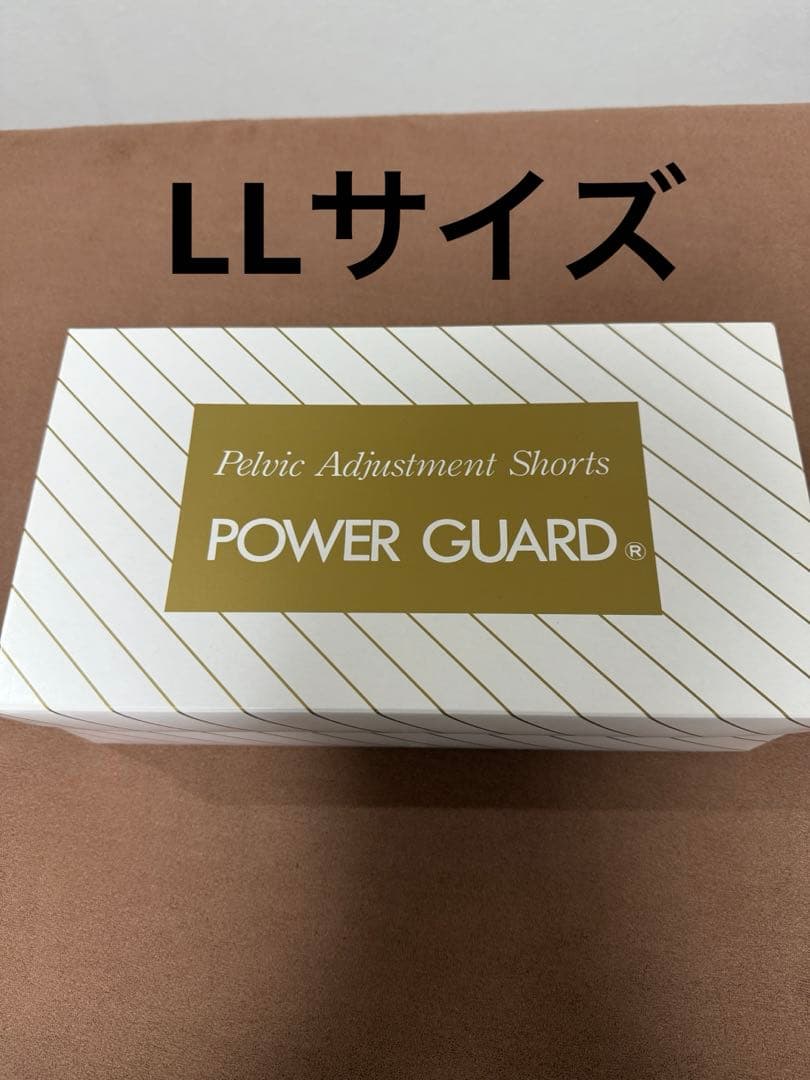 LLサイズ
Pelvic Adjustment Shorts
POWER GUARD®